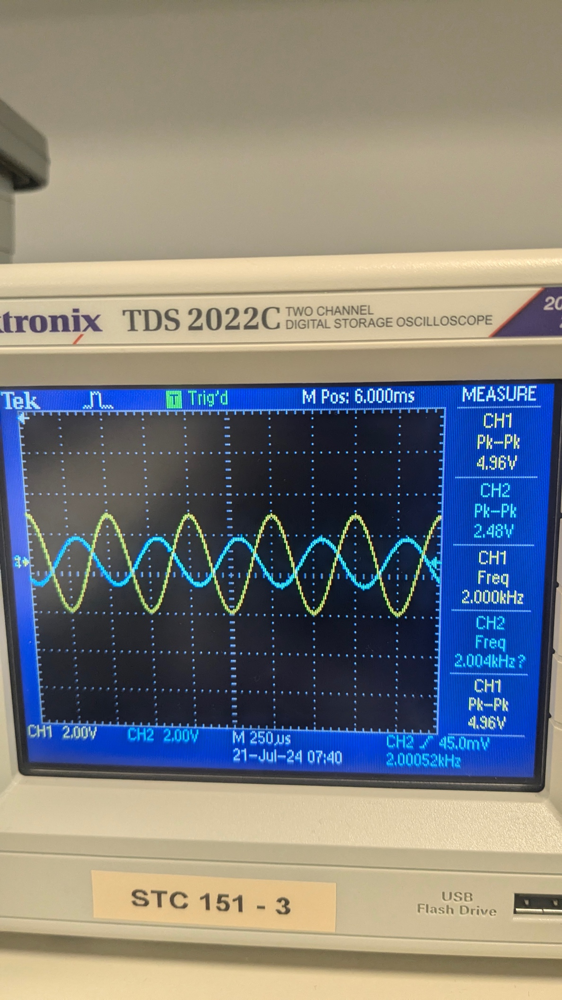 ktronix TDS 2022C TWO CHANNEL
DIGITAL STORAGE OSCILLOSCOPE
20
Tek T Trig'd M Pos: 6.000ms MEASURE
CH1
Pk-Pk
4.96V
CH2
Pk-Pk
2.48V
CH1
Freq
2.000kHz
CH2
Freq
2.004kHz?
CH1
Pk-Pk
4.96V
CH1 2.00V CH2 2.00V M 250µs CH2 / 45.0mV
21-Jul-24 07:40 2.00052kHz
STC 151 - 3
USB
Flash Drive